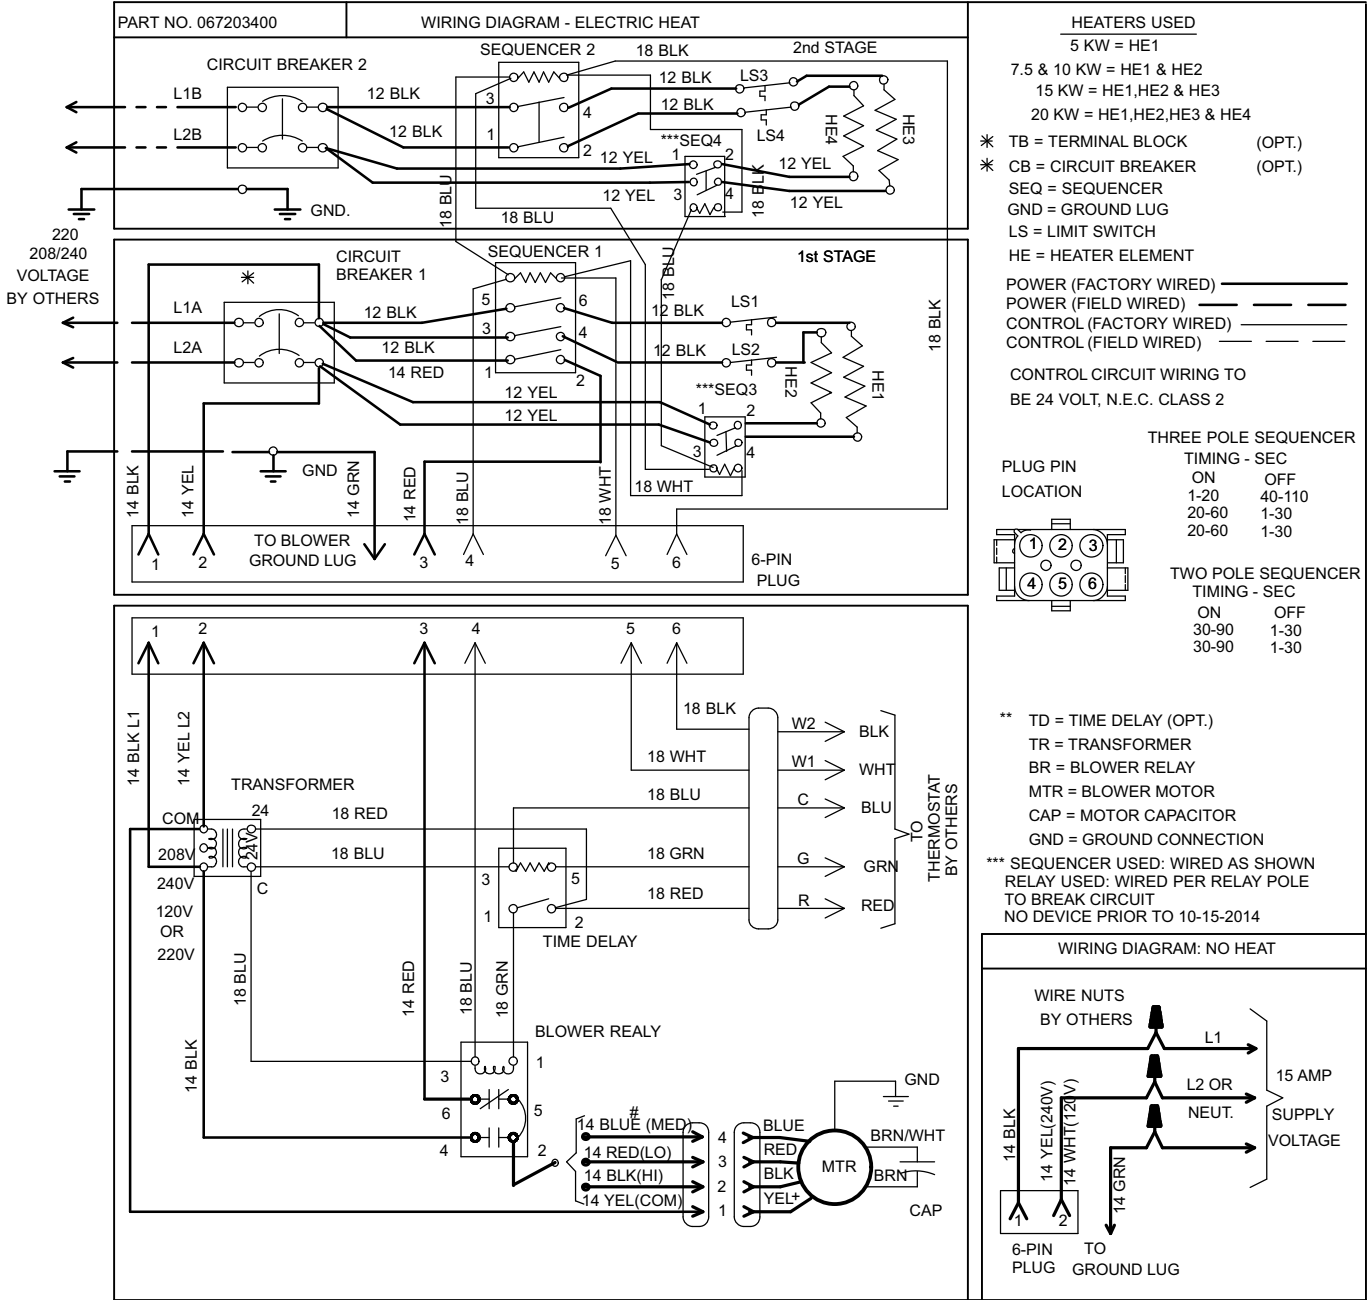 PART NO. 067203400
WIRING DIAGRAM - ELECTRIC HEAT
CIRCUIT BREAKER 2
SEQUENCER 2
18 BLK
2nd STAGE
L1B
12 BLK
3
4
12 BLK
LS3
L2B
12 BLK
1
2
12 BLK
LS4
HE4
HE3
***SEQ4
12 YEL
1
2
12 YEL
12 YEL
3
4
12 YEL
18 BLK
GND.
18 BLU
18 BLU
220
208/240
VOLTAGE
BY OTHERS
CIRCUIT
BREAKER 1
*
SEQUENCER 1
18 BLU
1st STAGE
L1A
12 BLK
5
6
12 BLK
LS1
L2A
12 BLK
3
4
12 BLK
LS2
14 RED
1
2
HE2
HE1
18 BLK
12 YEL
12 YEL
***SEQ3
1
2
3
4
GND
14 BLK
14 YEL
14 GRN
14 RED
18 BLU
18 WHT
18 WHT
TO BLOWER
GROUND LUG
1
2
3
4
5
6
6-PIN
PLUG
1
2
3
4
5
6
14 BLK L1
14 YEL L2
18 BLK
W2
BLK
18 WHT
W1
WHT
18 BLU
C
BLU
TRANSFORMER
COM
24
18 RED
208V
24V
18 BLU
3
5
18 GRN
G
GRN
240V
C
120V
OR
220V
1
2
18 RED
R
RED
TIME DELAY
TO
THERMOSTAT
BY OTHERS
18 BLU
14 RED
18 BLU
18 GRN
14 BLK
BLOWER REALY
3
1
6
5
4
2
#
14 BLUE (MED)
14 RED(LO)
14 BLK(HI)
14 YEL(COM)
4
3
2
1
BLUE
RED
BLK
YEL+
MTR
GND
BRN/WHT
BRN
CAP
HEATERS USED
5 KW = HE1
7.5 & 10 KW = HE1 & HE2
15 KW = HE1,HE2 & HE3
20 KW = HE1,HE2,HE3 & HE4
* TB = TERMINAL BLOCK (OPT.)
* CB = CIRCUIT BREAKER (OPT.)
SEQ = SEQUENCER
GND = GROUND LUG
LS = LIMIT SWITCH
HE = HEATER ELEMENT
POWER (FACTORY WIRED)
POWER (FIELD WIRED)
CONTROL (FACTORY WIRED)
CONTROL (FIELD WIRED)
CONTROL CIRCUIT WIRING TO
BE 24 VOLT, N.E.C. CLASS 2
PLUG PIN
LOCATION
1 2 3
4 5 6
THREE POLE SEQUENCER
TIMING - SEC
ON OFF
1-20 40-110
20-60 1-30
20-60 1-30
TWO POLE SEQUENCER
TIMING - SEC
ON OFF
30-90 1-30
30-90 1-30
** TD = TIME DELAY (OPT.)
TR = TRANSFORMER
BR = BLOWER RELAY
MTR = BLOWER MOTOR
CAP = MOTOR CAPACITOR
GND = GROUND CONNECTION
*** SEQUENCER USED: WIRED AS SHOWN
RELAY USED: WIRED PER RELAY POLE
TO BREAK CIRCUIT
NO DEVICE PRIOR TO 10-15-2014
WIRING DIAGRAM: NO HEAT
WIRE NUTS
BY OTHERS
L1
L2 OR
NEUT.
15 AMP
SUPPLY
VOLTAGE
14 BLK
14 YEL(240V)
14 WHT(120V)
14 GRN
1
2
6-PIN
PLUG
TO
GROUND LUG